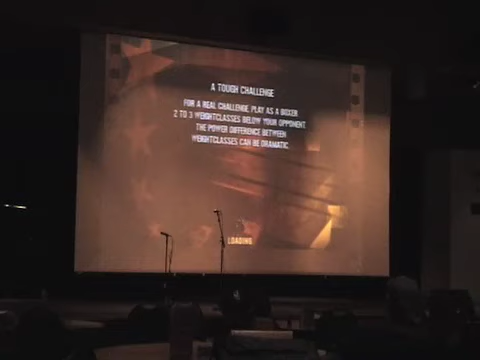 A TOUGH CHALLENGE
FOR A REAL CHALLENGE, PLAY AS A BOXER
2 TO 3 WEIGHTCLASSES BELOW YOUR OPPONENT.
THE POWER DIFFERENCE BETWEEN
WEIGHTCLASSES CAN BE DRAMATIC
LOADING